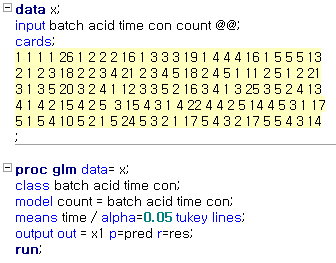 data x;
input batch acid time con count @@;
cards;
1 1 1 1 26 1 2 2 2 16 1 3 3 3 19 1 4 4 4 16 1 5 5 5 13
2 1 2 3 18 2 2 3 4 21 2 3 4 5 18 2 4 5 1 11 2 5 1 2 21
3 1 3 5 20 3 2 4 1 12 3 3 5 2 16 3 4 1 3 25 3 5 2 4 13
4 1 4 2 15 4 2 5 3 15 4 3 1 4 22 4 4 2 5 14 4 5 3 1 17
5 1 5 4 10 5 2 1 5 24 5 3 2 1 17 5 4 3 2 17 5 5 4 3 14
;
proc glm data= x;
class batch acid time con;
model count = batch acid time con;
means time / alpha=0.05 tukey lines;
output out = x1 p=pred r=res;
run;